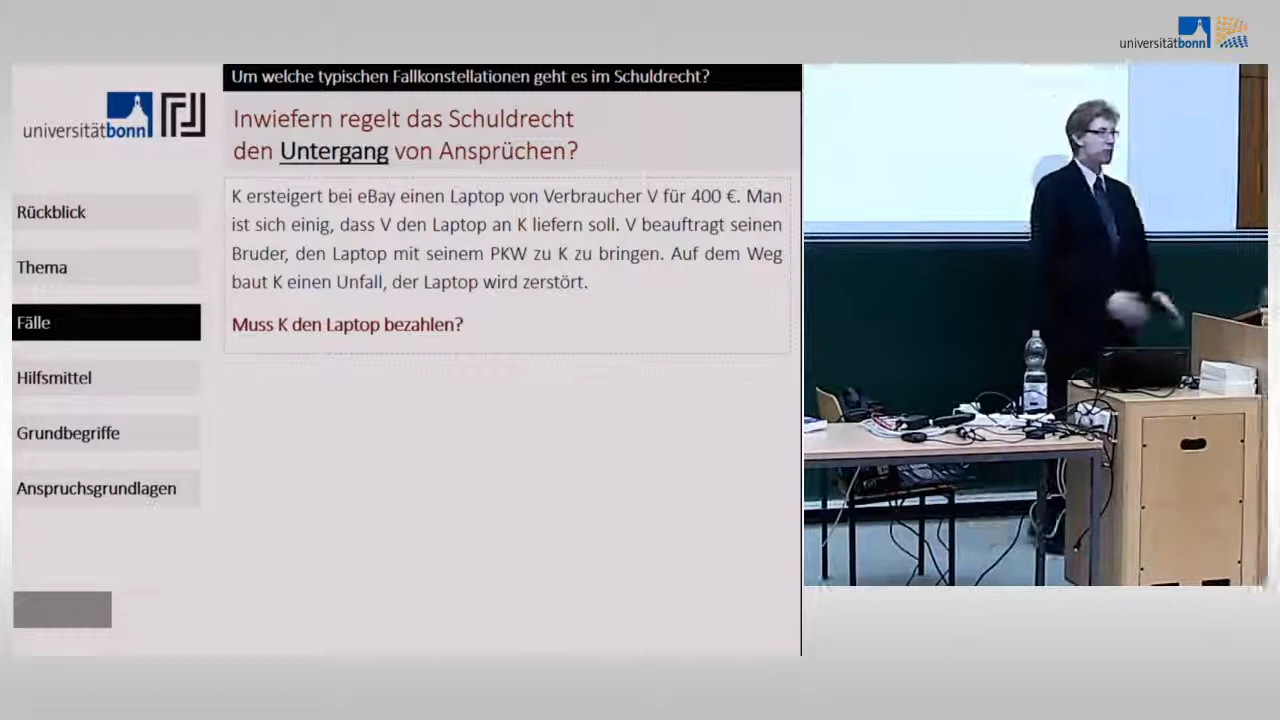 universitätbonn
Um welche typischen Fallkonstellationen geht es im Schuldrecht?
universitätbonn
Inwiefern regelt das Schuldrecht
den Untergang von Ansprüchen?
K ersteigert bei eBay einen Laptop von Verbraucher V für 400 €. Man
ist sich einig, dass V den Laptop an K liefern soll. V beauftragt seinen
Bruder, den Laptop mit seinem PKW zu K zu bringen. Auf dem Weg
baut K einen Unfall, der Laptop wird zerstört.
Muss K den Laptop bezahlen?
Rückblick
Thema
Fälle
Hilfsmittel
Grundbegriffe
Anspruchsgrundlagen